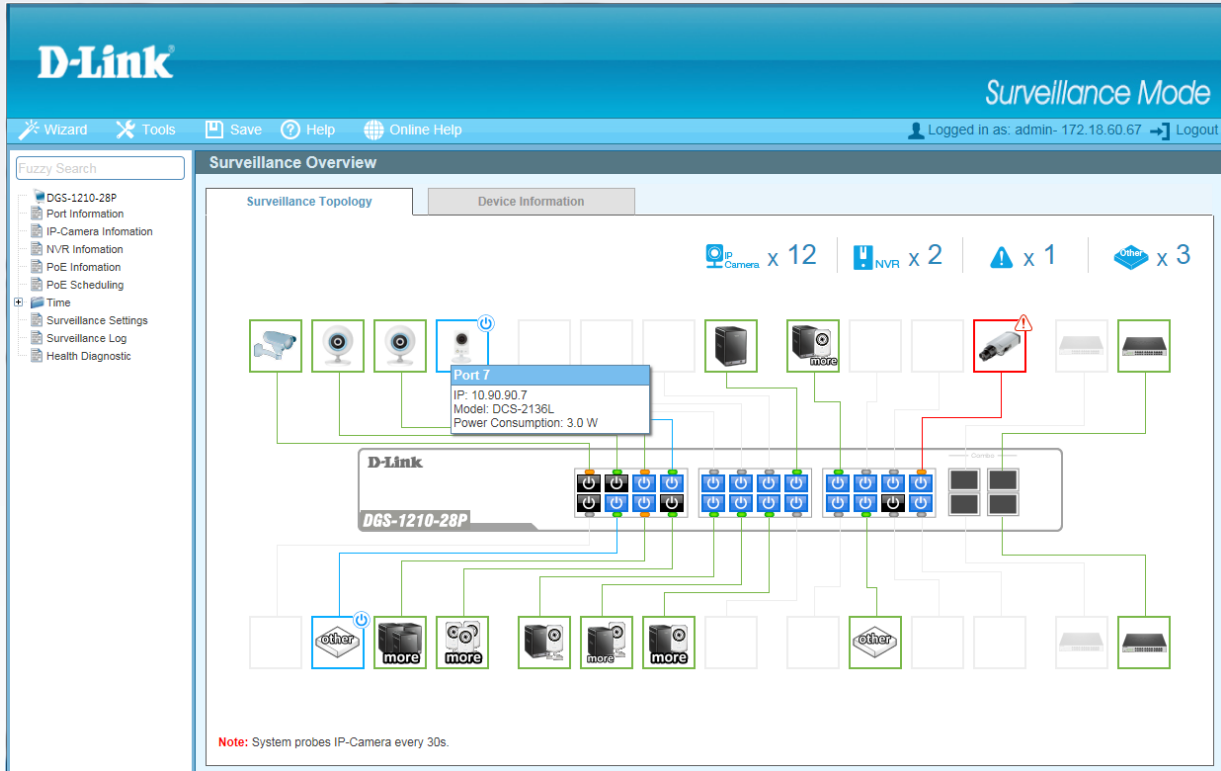 D-Link®
Surveillance Mode
Wizard Tools Save Help Online Help Logged in as: admin- 172.18.60.67 Logout
Fuzzy Search
DGS-1210-28P
Port Information
IP-Camera Infomation
NVR Infomation
PoE Infomation
PoE Scheduling
Time
Surveillance Settings
Surveillance Log
Health Diagnostic
Surveillance Overview
Surveillance Topology Device Information
IP Camera x 12 NVR x 2 x 1 Other x 3
more
Port 7
IP: 10.90.90.7
Model: DCS-2136L
Power Consumption: 3.0 W
D-Link
Combo
DGS-1210-28P
other more more more more other
Note: System probes IP-Camera every 30s.